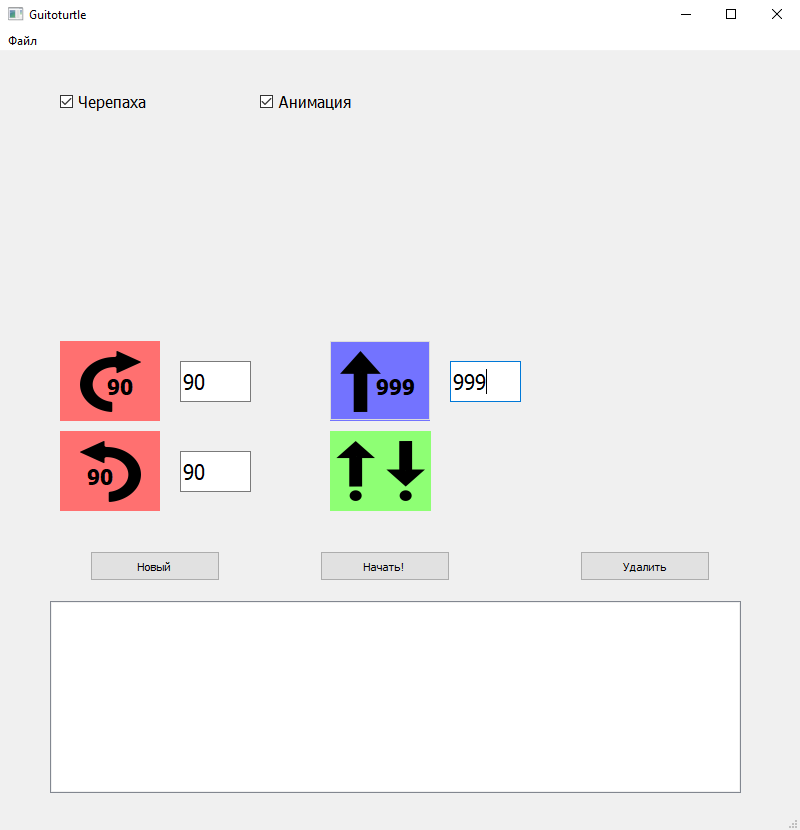 Guitoturtle
Файл
Черепаха
Анимация
90
90
999
999
90
90
Новый
Начать!
Удалить